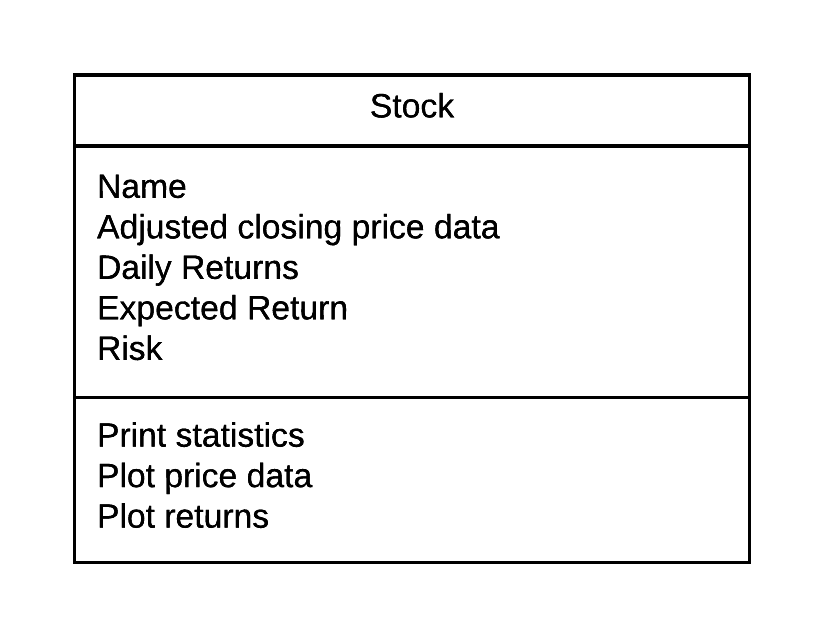 Stock
Name
Adjusted closing price data
Daily Returns
Expected Return
Risk
Print statistics
Plot price data
Plot returns